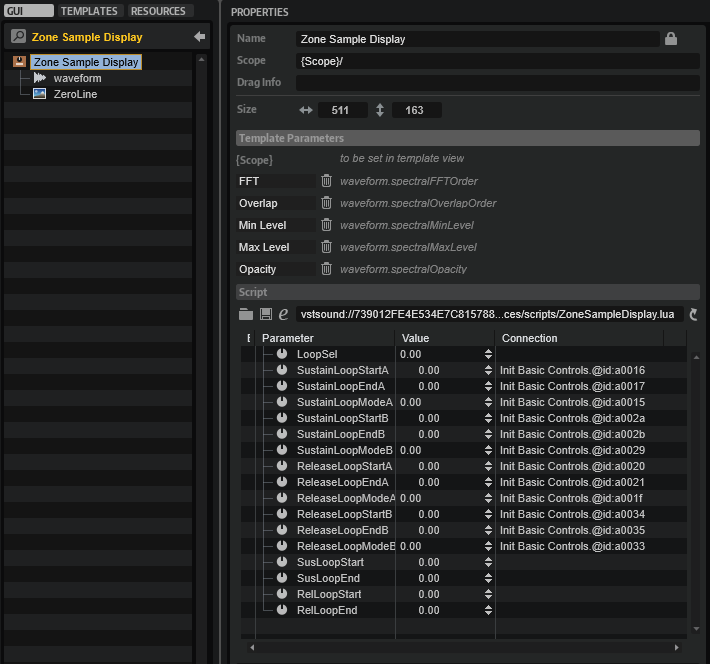 GUI TEMPLATES RESOURCES
Zone Sample Display
Zone Sample Display
waveform
ZeroLine
PROPERTIES
Name Zone Sample Display
Scope {Scope}/
Drag Info
Size 511 163
Template Parameters
{Scope} to be set in template view
FFT waveform.spectralFFTOrder
Overlap waveform.spectralOverlapOrder
Min Level waveform.spectralMinLevel
Max Level waveform.spectralMaxLevel
Opacity waveform.spectralOpacity
Script
e vstsound://739012FE4E534E7C815788...ces/scripts/ZoneSampleDisplay.lua
Parameter Value Connection
LoopSel 0.00
SustainLoopStartA 0.00 Init Basic Controls.@id:a0016
SustainLoopEndA 0.00 Init Basic Controls.@id:a0017
SustainLoopModeA 0.00 Init Basic Controls.@id:a0015
SustainLoopStartB 0.00 Init Basic Controls.@id:a002a
SustainLoopEndB 0.00 Init Basic Controls.@id:a002b
SustainLoopModeB 0.00 Init Basic Controls.@id:a0029
ReleaseLoopStartA 0.00 Init Basic Controls.@id:a0020
ReleaseLoopEndA 0.00 Init Basic Controls.@id:a0021
ReleaseLoopModeA 0.00 Init Basic Controls.@id:a001f
ReleaseLoopStartB 0.00 Init Basic Controls.@id:a0034
ReleaseLoopEndB 0.00 Init Basic Controls.@id:a0035
ReleaseLoopModeB 0.00 Init Basic Controls.@id:a0033
SusLoopStart 0.00
SusLoopEnd 0.00
RelLoopStart 0.00
RelLoopEnd 0.00